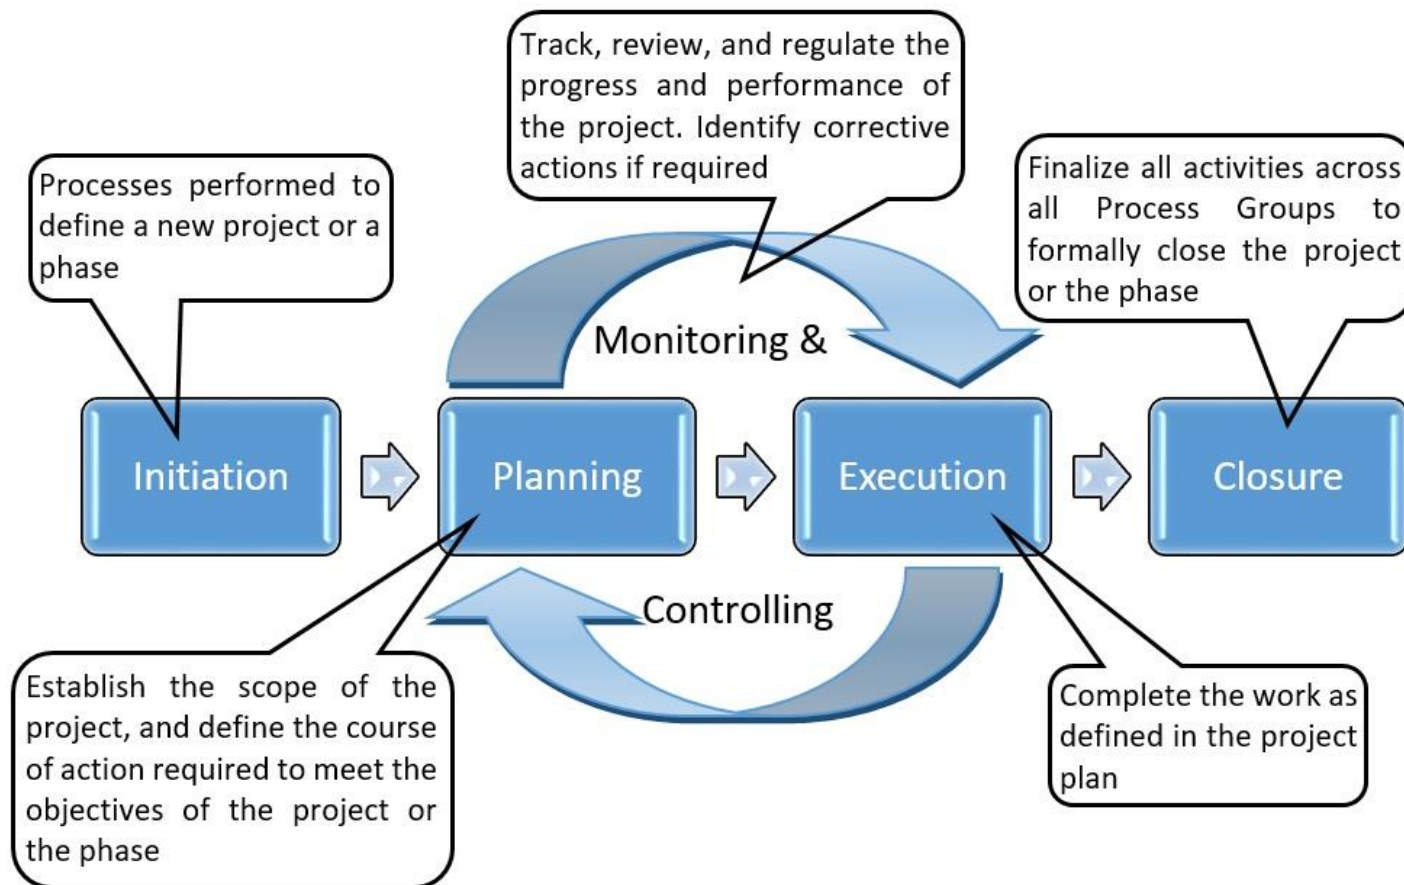 Track, review, and regulate the
progress and performance of
the project. Identify corrective
actions if required
Processes performed to
define a new project or a
phase
Finalize all activities across
all Process Groups to
formally close the project
or the phase
Monitoring &
Initiation
Planning
Execution
Closure
Controlling
Establish the scope of the
project, and define the course
of action required to meet the
objectives of the project or
the phase
Complete the work as
defined in the project
plan